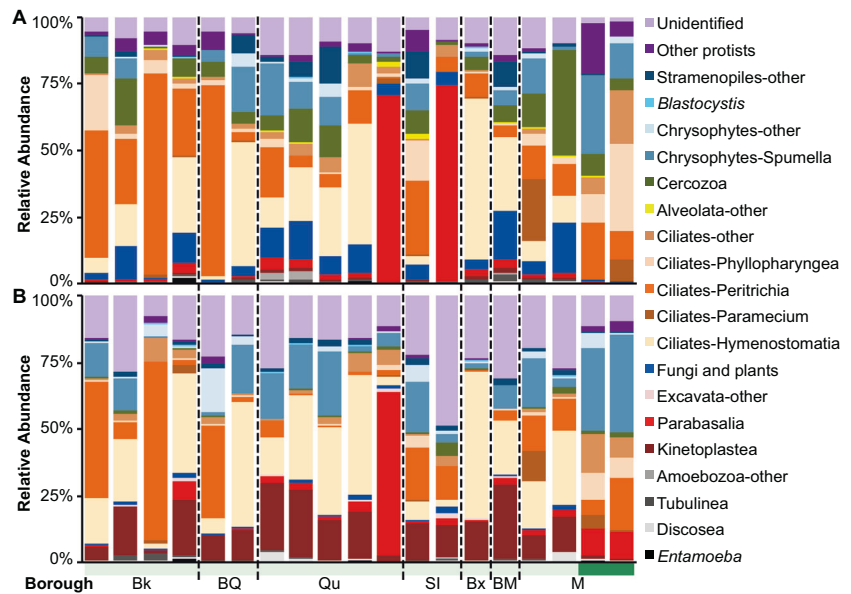 A
Relative Abundance
100%
75%
50%
25%
0%
B
Relative Abundance
100%
75%
50%
25%
0%
Borough Bk BQ Qu SI Bx BM M
Unidentified
Other protists
Stramenopiles-other
Blastocystis
Chrysophytes-other
Chrysophytes-Spumella
Cercozoa
Alveolata-other
Ciliates-other
Ciliates-Phyllopharyngea
Ciliates-Peritrichia
Ciliates-Paramecium
Ciliates-Hymenostomatia
Fungi and plants
Excavata-other
Parabasalia
Kinetoplastea
Amoebozoa-other
Tubulinea
Discosea
Entamoeba